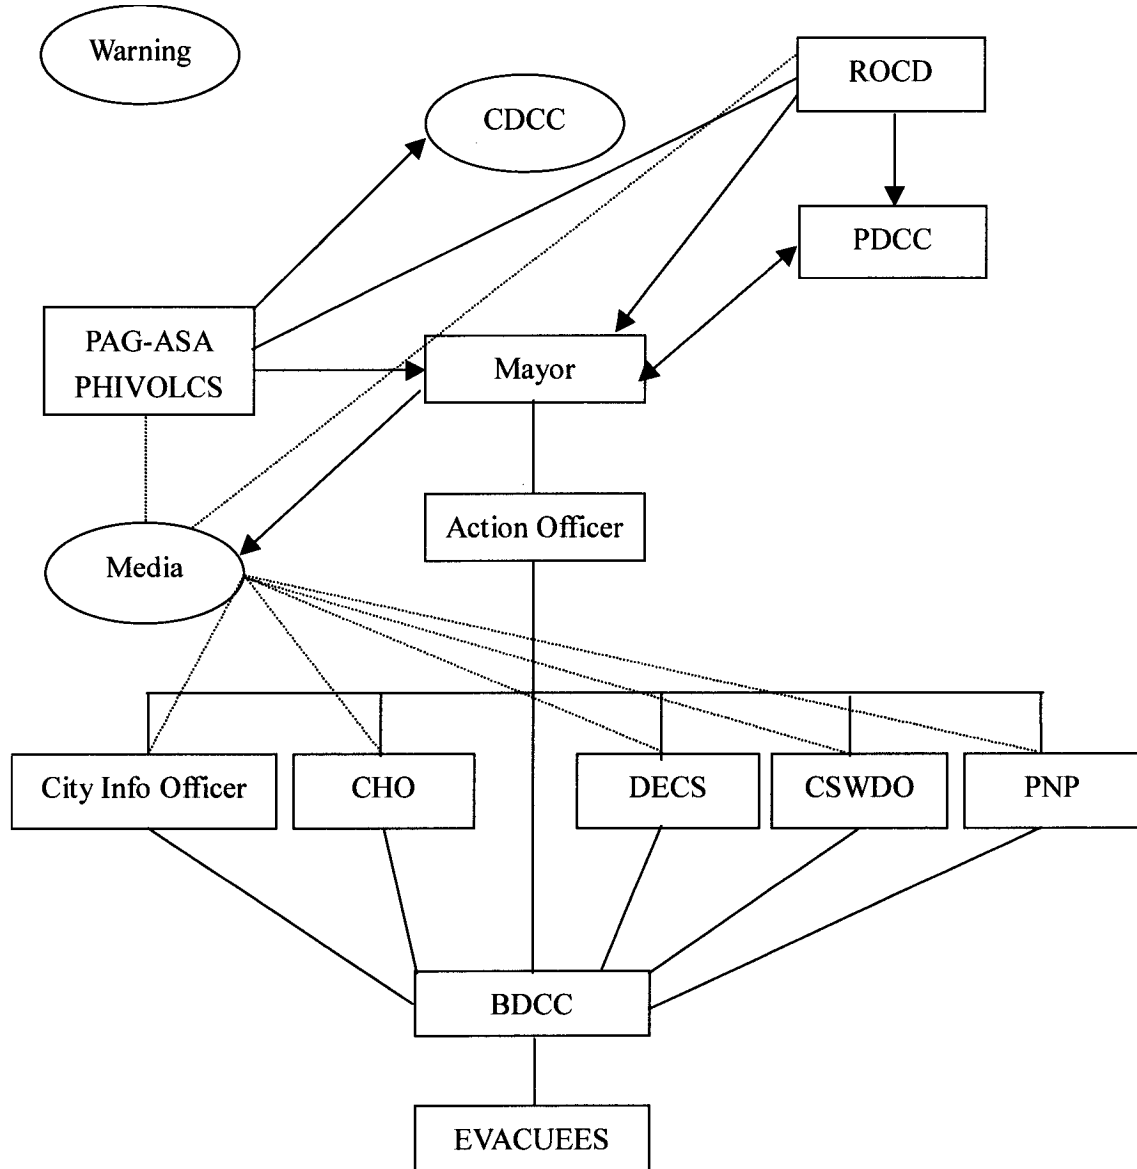 Warning
ROCD
CDCC
PDCC
PAG-ASA
PHIVOLCS
Mayor
Action Officer
Media
City Info Officer
CHO
DECS
CSWDO
PNP
BDCC
EVACUEES